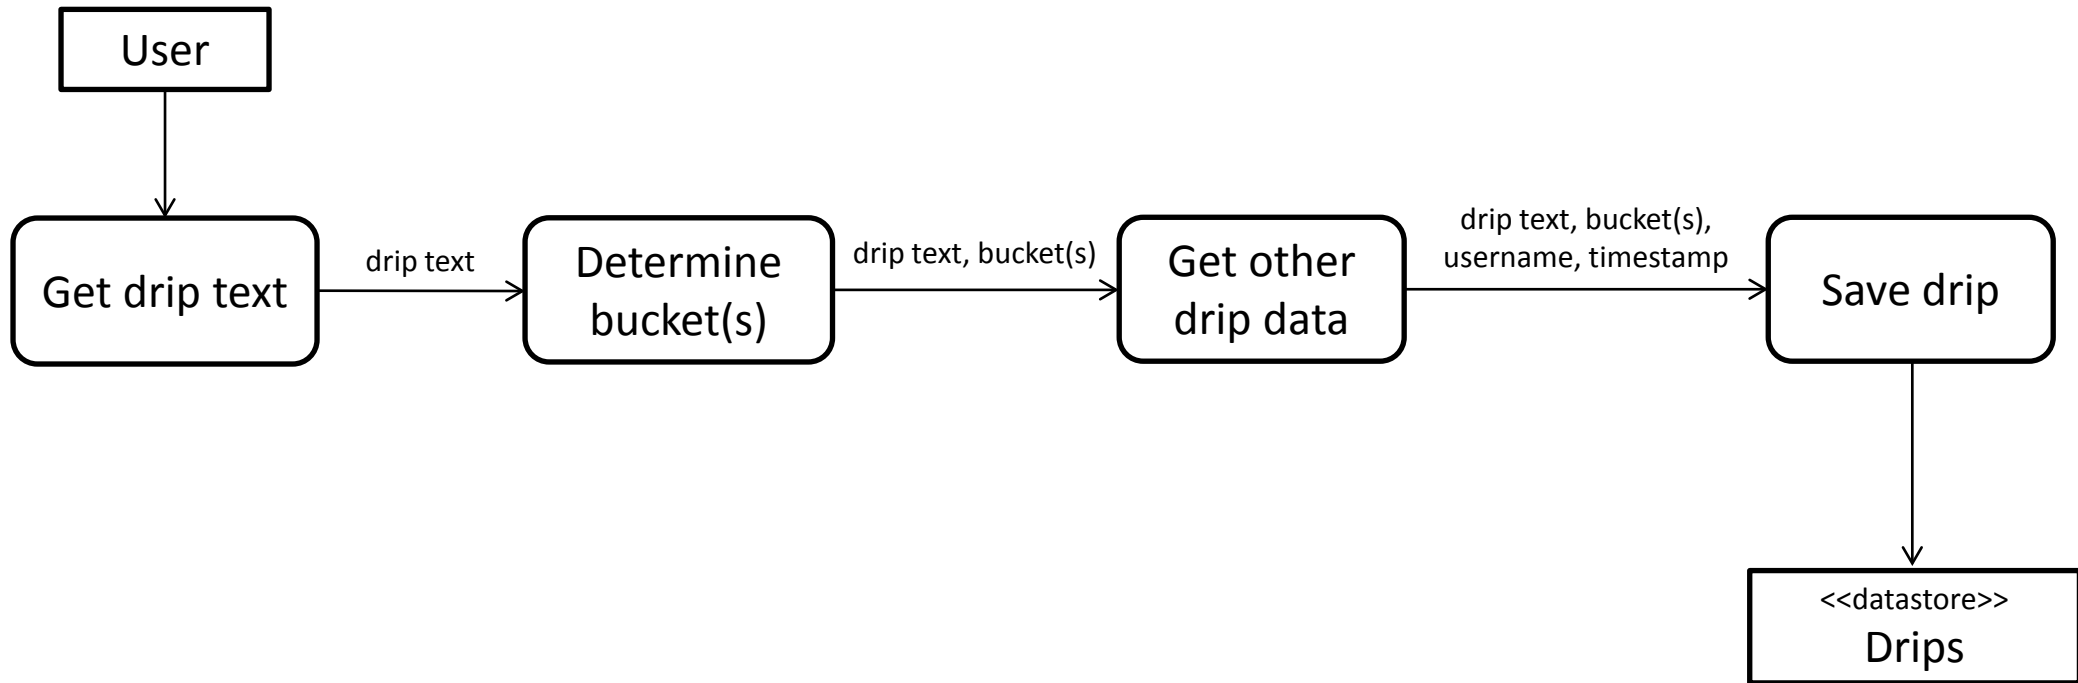 User
Get drip text
drip text
Determine
bucket(s)
drip text, bucket(s)
Get other
drip data
drip text, bucket(s),
username, timestamp
Save drip
<<datastore>>
Drips